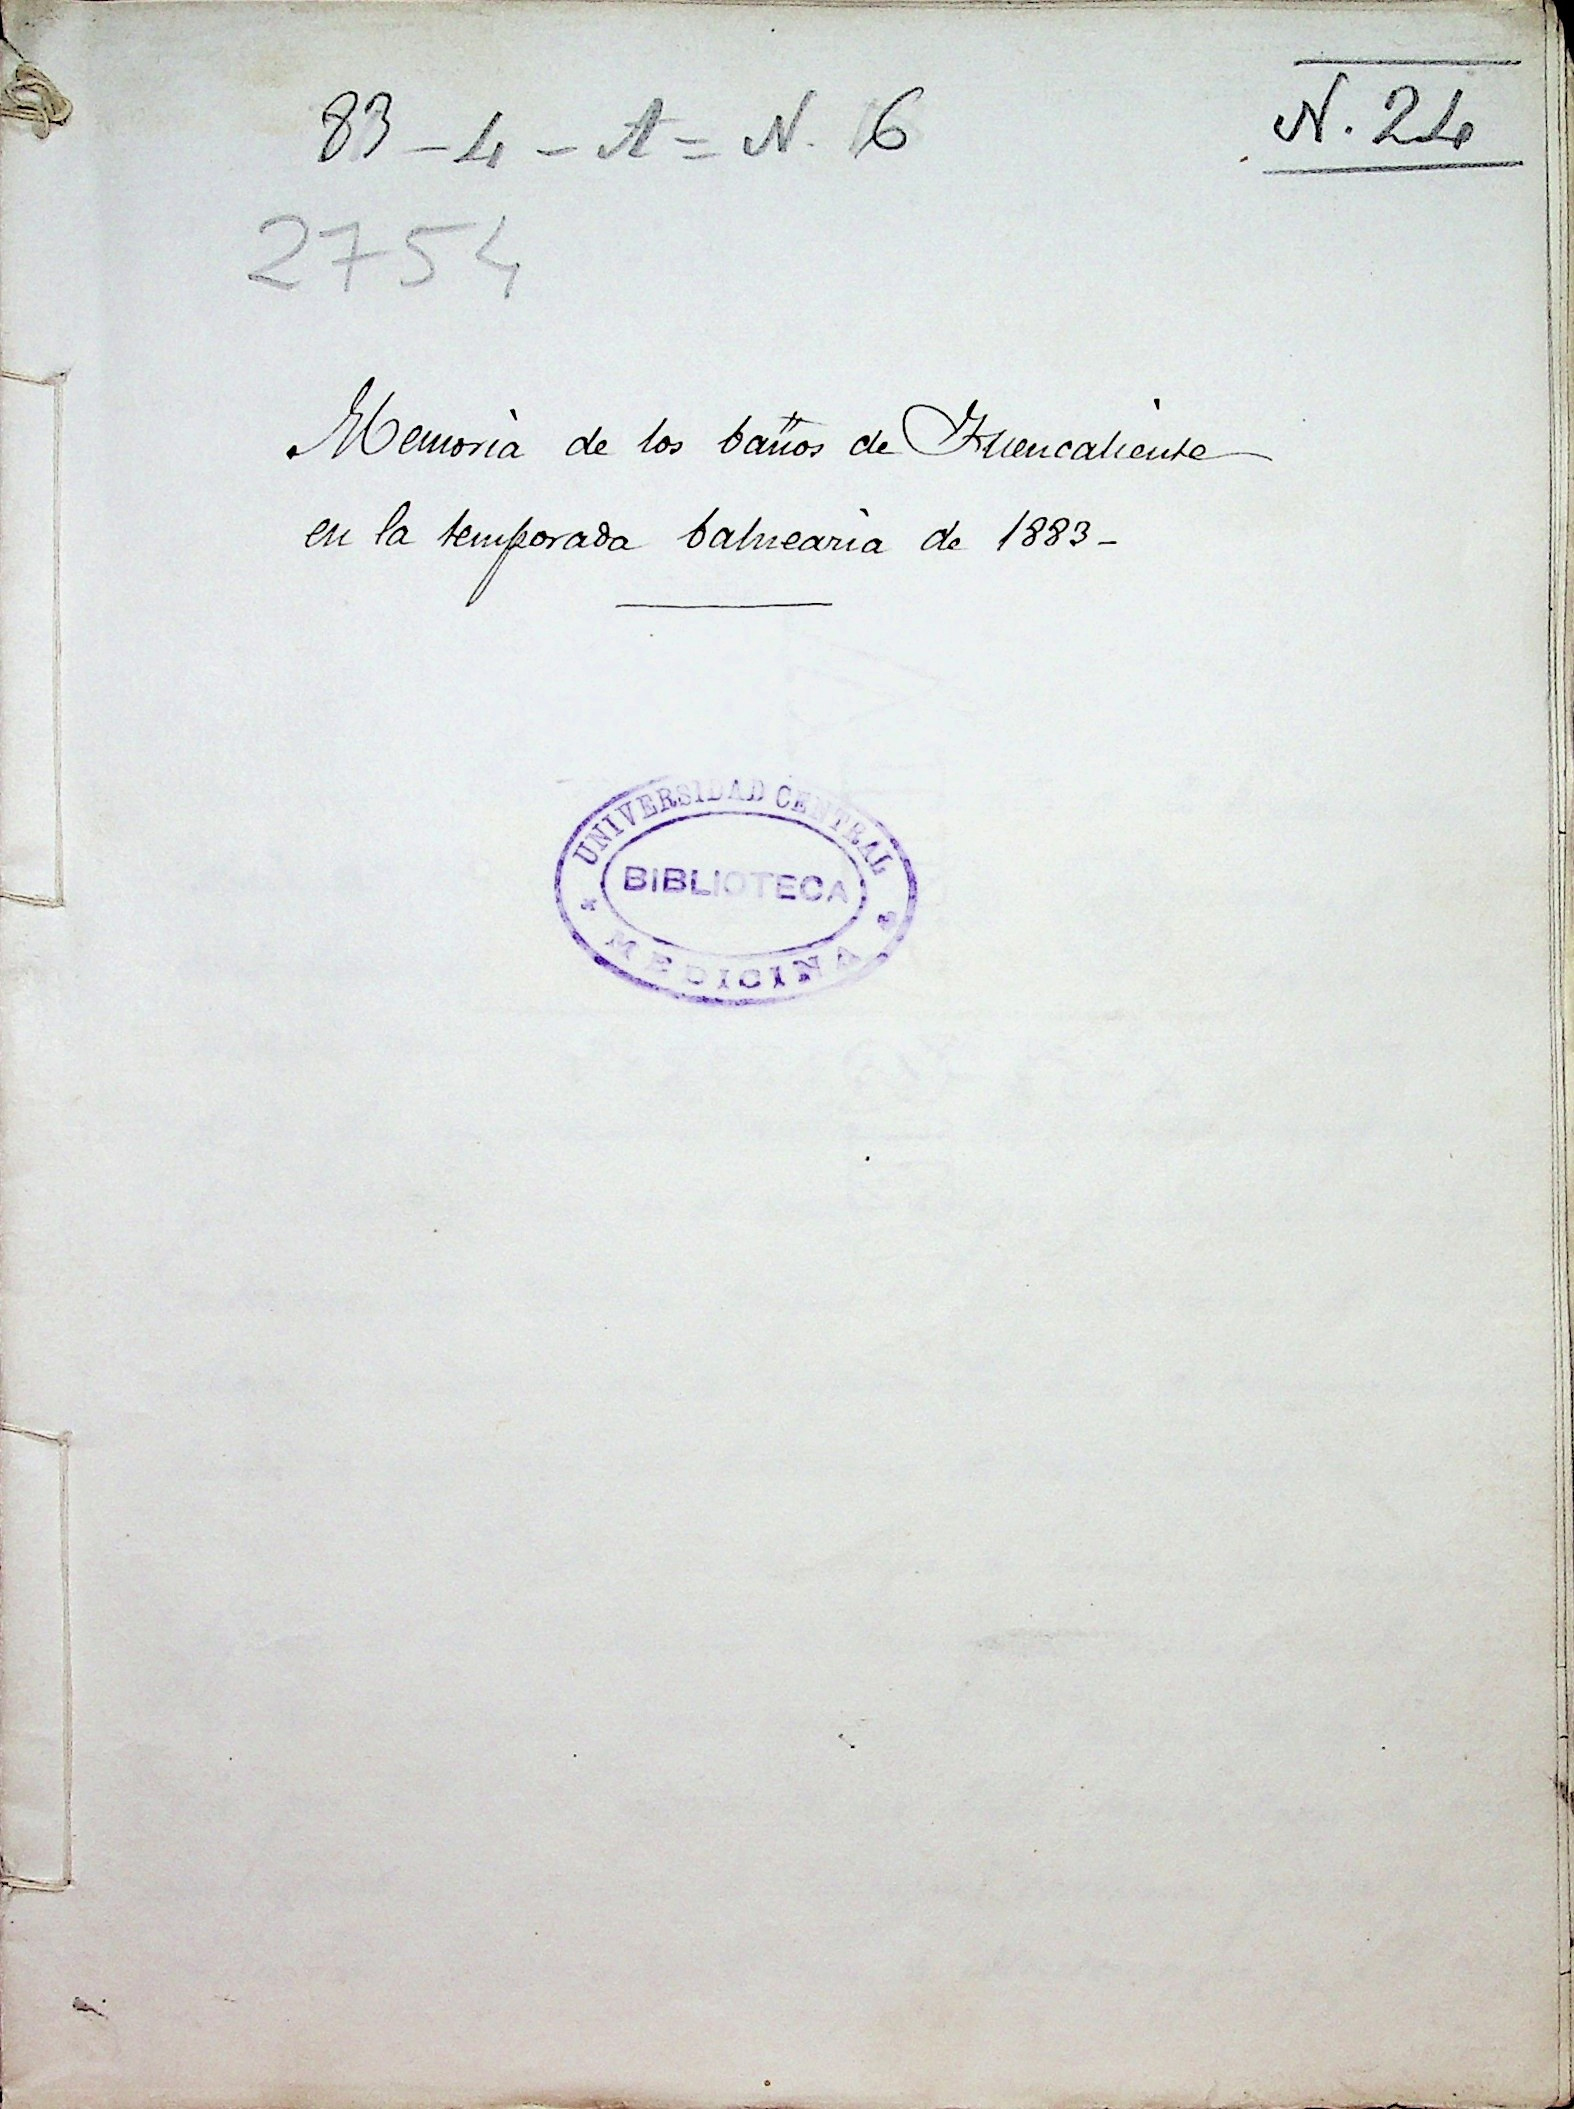 83-4-A=N. 6
N. 24
2754
Memoria de los baños de Fuencaliente
en la temporada balnearia de 1883-
UNIVERSIDAD CENTRAL
BIBLIOTECA
MEDICINA